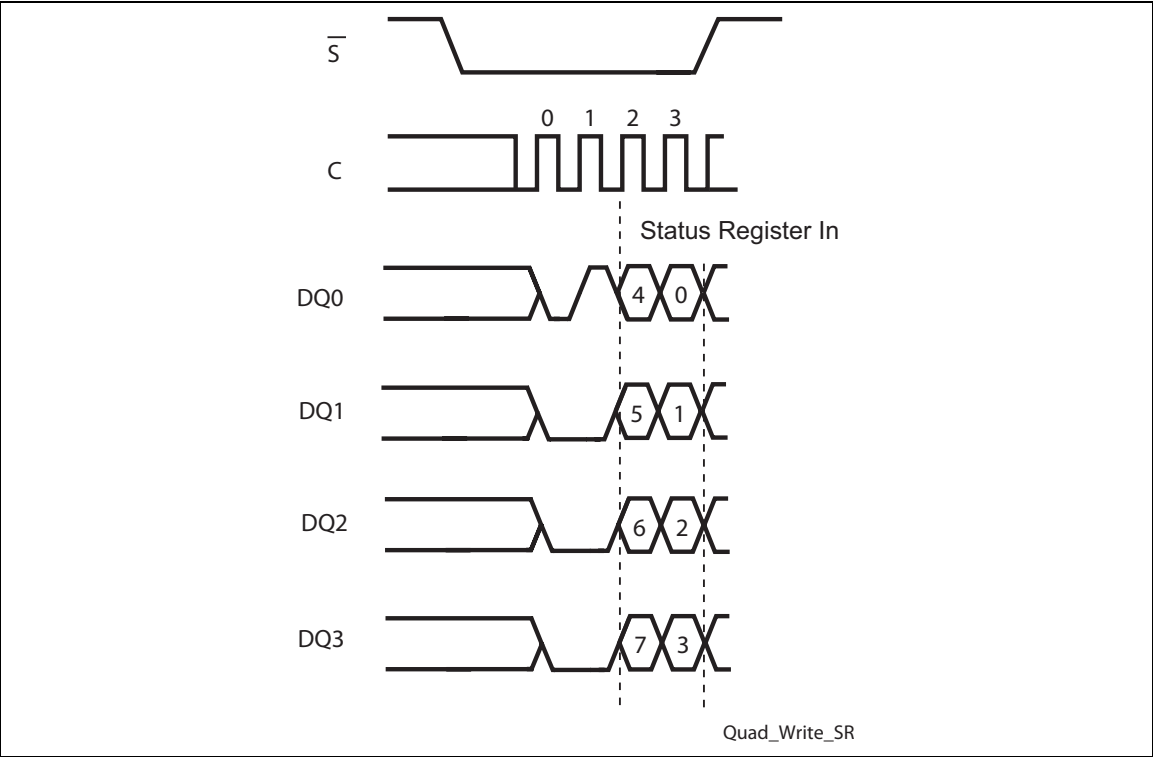 S̅
0 1 2 3
C
Status Register In
DQ0 4 0
DQ1 5 1
DQ2 6 2
DQ3 7 3
Quad_Write_SR